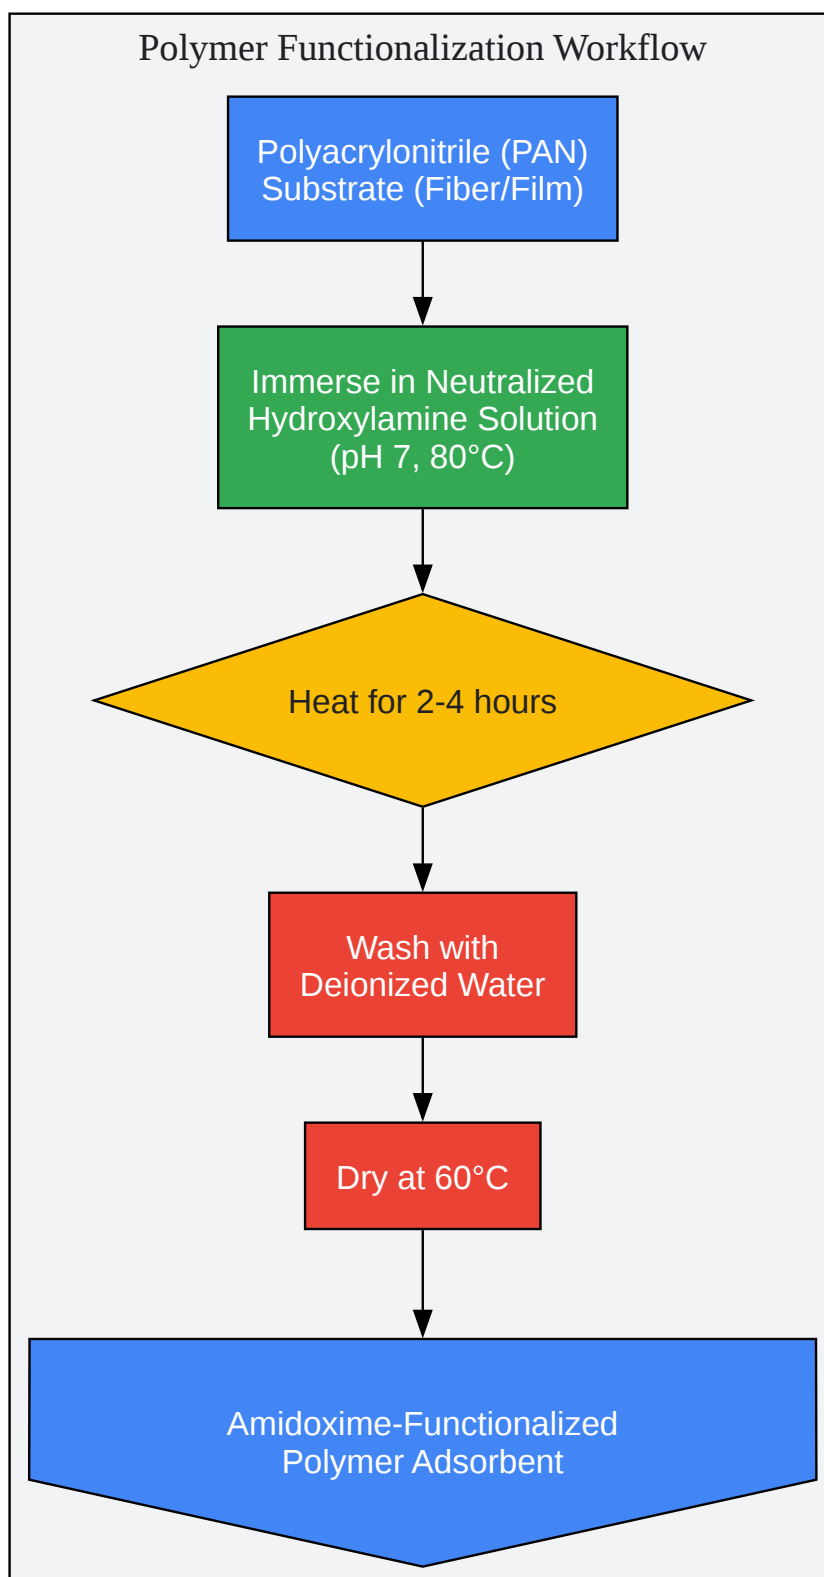 Polymer Functionalization Workflow
Polyacrylonitrile (PAN)
Substrate (Fiber/Film)
Immerse in Neutralized
Hydroxylamine Solution
(pH 7, 80°C)
Heat for 2-4 hours
Wash with
Deionized Water
Dry at 60°C
Amidoxime-Functionalized
Polymer Adsorbent